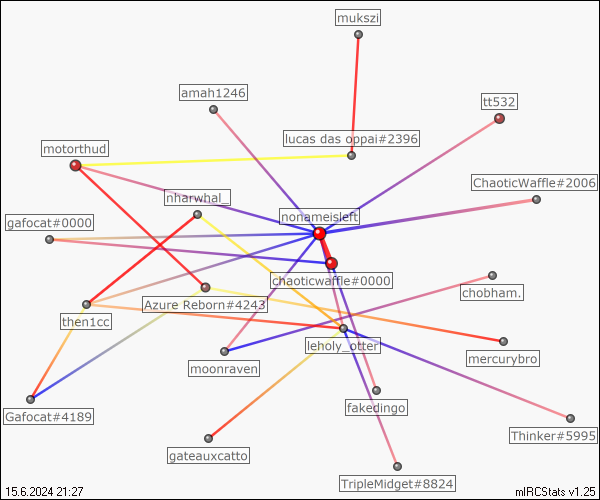 mukszi
amah1246
tt532
lucas das oppai#2396
motorthud
ChaoticWaffle#2006
nharwhal_
nonameisleft
gafocat#0000
chaoticwaffle#0000
chobham.
Azure Reborn#4243
then1cc
leholy_otter
mercurybro
moonraven
fakedingo
Gafocat#4189
Thinker#5995
gateauxcatto
TripleMidget#8824
15.6.2024 21:27
mIRCStats v1.25